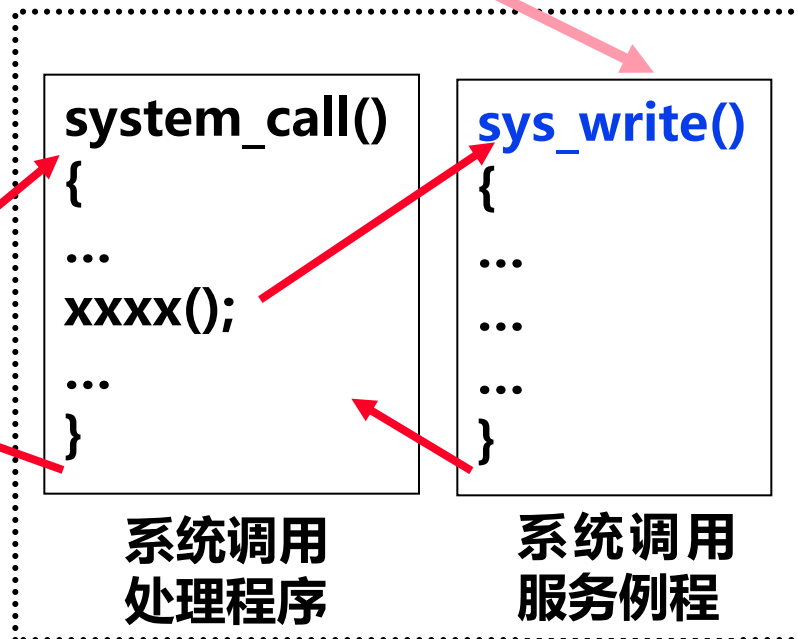 system_call()
{
...
xxxx();
...
}
系统调用
处理程序
sys_write()
{
...
...
...
}
系统调用
服务例程